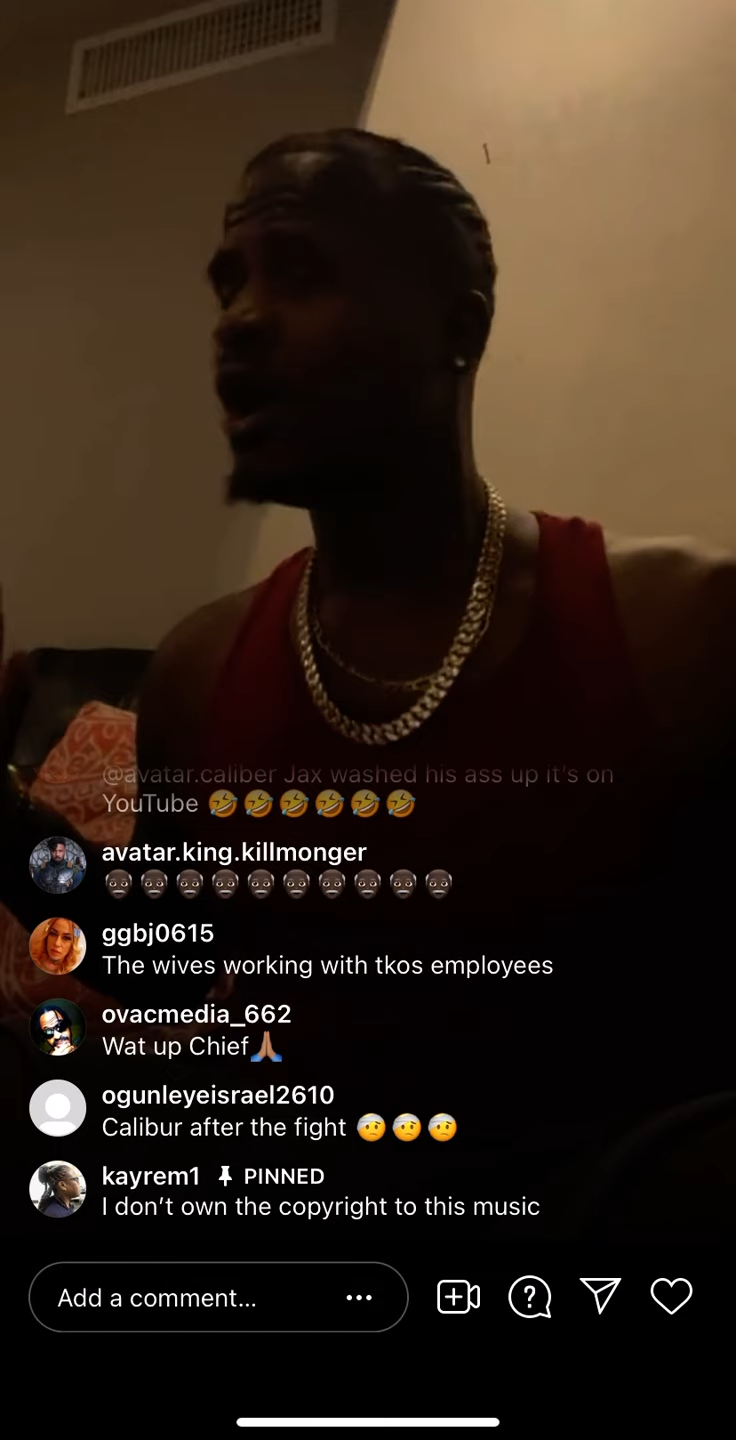 @avatar.caliber Jax washed his ass up it's on
YouTube 🤣🤣🤣🤣🤣🤣
avatar.king.killmonger
👴🏿👴🏿👴🏿👴🏿👴🏿👴🏿👴🏿👴🏿👴🏿👴🏿
ggbj0615
The wives working with tkos employees
ovacmedia_662
Wat up Chief🙏🏽
ogunleyeisrael2610
Calibur after the fight 🤕🤕🤕
kayrem1 📌 PINNED
I don't own the copyright to this music
Add a comment...